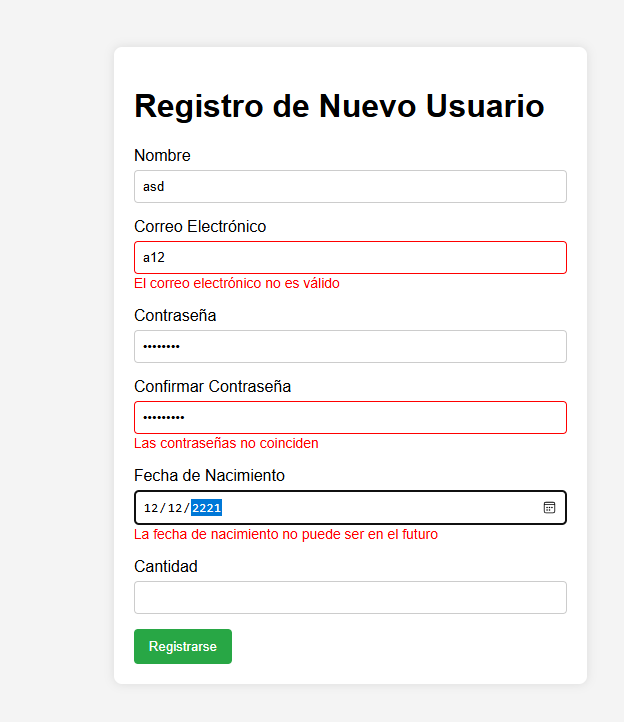 Registro de Nuevo Usuario
Nombre
asd
Correo Electrónico
a12
El correo electrónico no es válido
Contraseña
••••••••
Confirmar Contraseña
•••••••••
Las contraseñas no coinciden
Fecha de Nacimiento
12/12/2221
La fecha de nacimiento no puede ser en el futuro
Cantidad
Registrarse